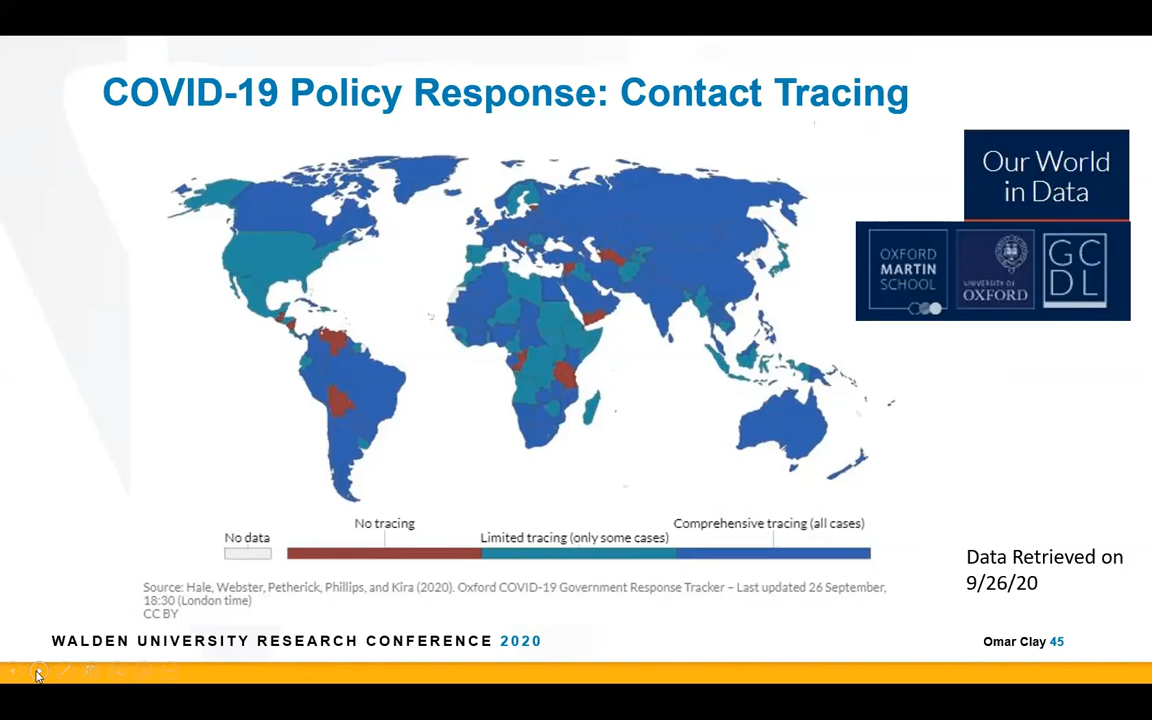 COVID-19 Policy Response: Contact Tracing
Our World
in Data
OXFORD
MARTIN
SCHOOL
UNIVERSITY OF
OXFORD
GC
DL
No data
No tracing
Limited tracing (only some cases)
Comprehensive tracing (all cases)
Data Retrieved on
9/26/20
Source: Hale, Webster, Petherick, Phillips, and Kira (2020). Oxford COVID-19 Government Response Tracker – Last updated 26 September,
18:30 (London time)
CC BY
WALDEN UNIVERSITY RESEARCH CONFERENCE 2020
Omar Clay 45